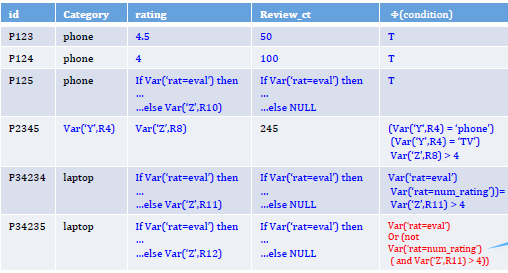 id Category rating Review_ct Φ(condition)
P123 phone 4.5 50 T
P124 phone 4 100 T
P125 phone If Var('rat=eval') then If Var('rat=eval') then T
... ...
...else Var('Z',R10) ...else NULL
P2345 Var('Y',R4) Var('Z',R8) 245 (Var('Y',R4) = 'phone')
(Var('Y',R4) = 'TV')
Var('Z',R8) > 4
P34234 laptop If Var('rat=eval') then If Var('rat=eval') then Var('rat=eval')
... ... Var('rat=num_rating'))=
...else Var('Z',R11) ...else NULL Var('Z',R11) > 4
P34235 laptop If Var('rat=eval') then If Var('rat=eval') then Var('rat=eval')
... ... Or (not
...else Var('Z',R12) ...else NULL Var('rat=num_rating')
( and Var('Z',R11) > 4))